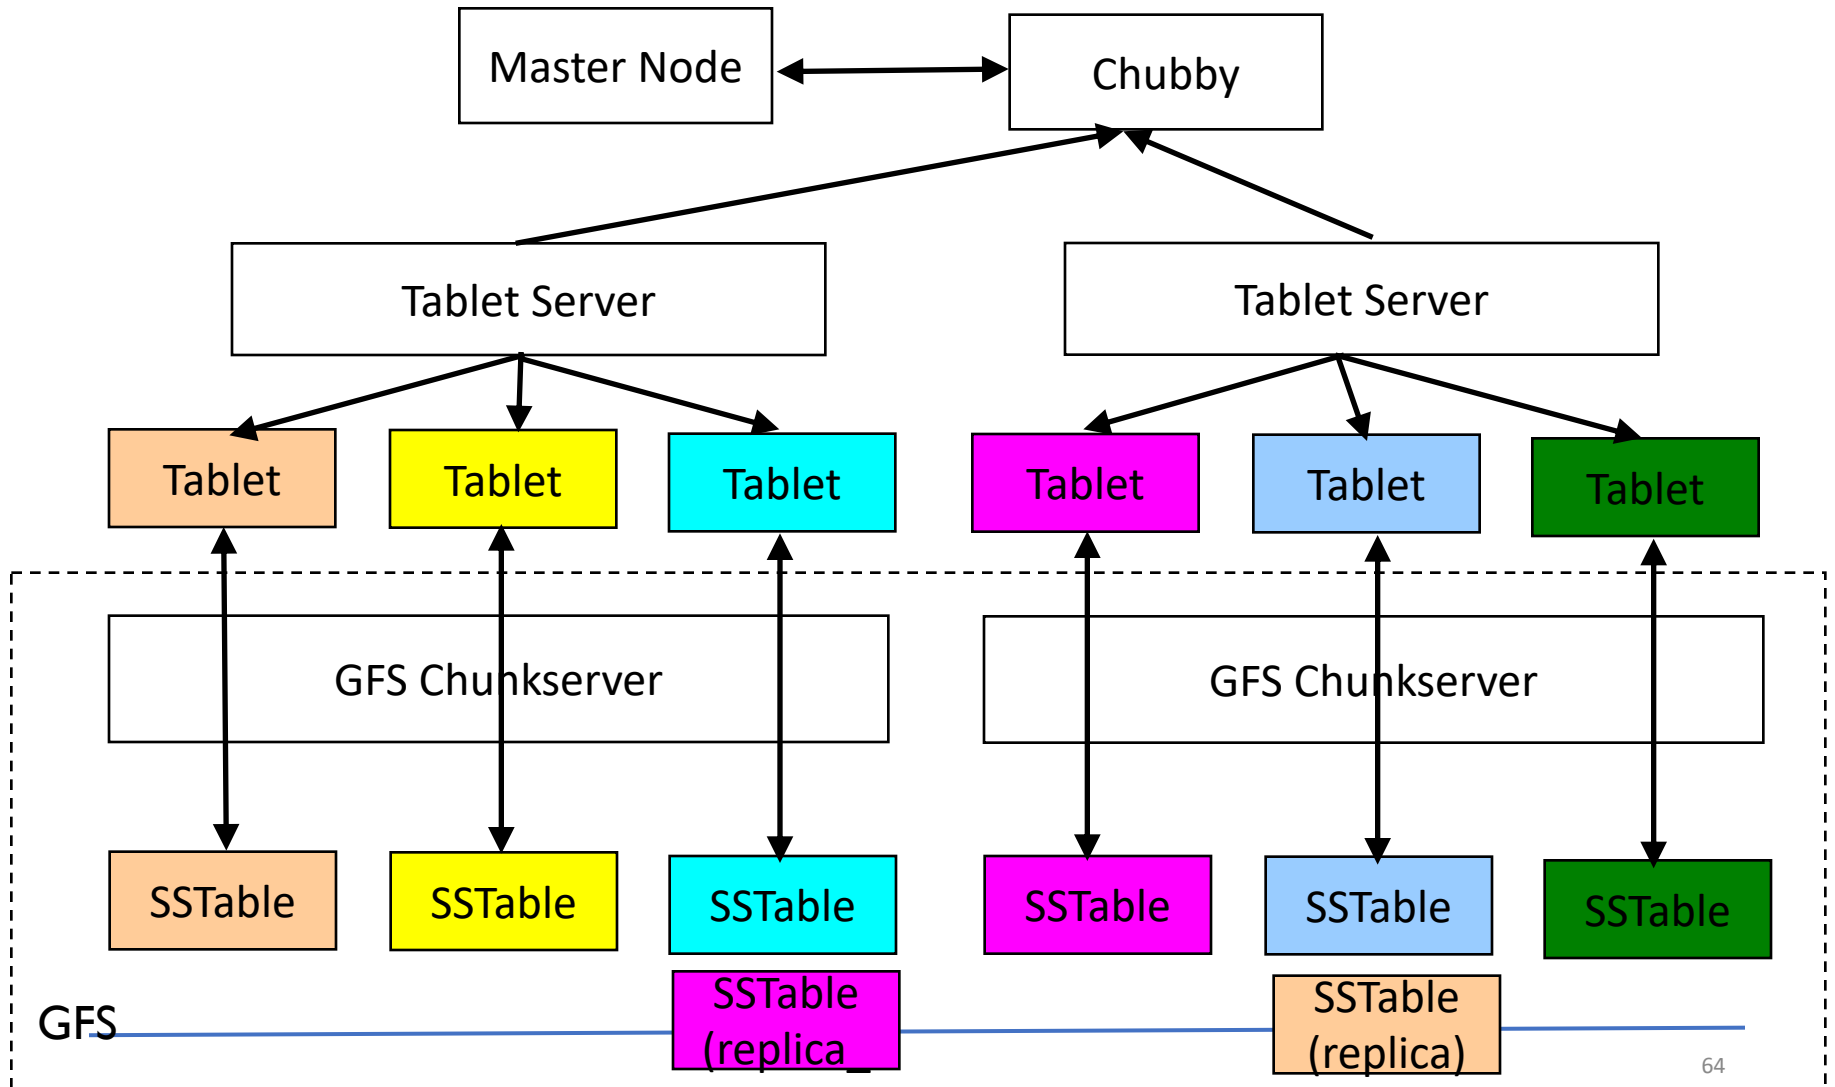 Master Node
Chubby
Tablet Server
Tablet Server
Tablet
Tablet
Tablet
Tablet
Tablet
Tablet
GFS Chunkserver
GFS Chunkserver
SSTable
SSTable
SSTable
SSTable
SSTable
SSTable
SSTable
(replica_
SSTable
(replica)
GFS
64